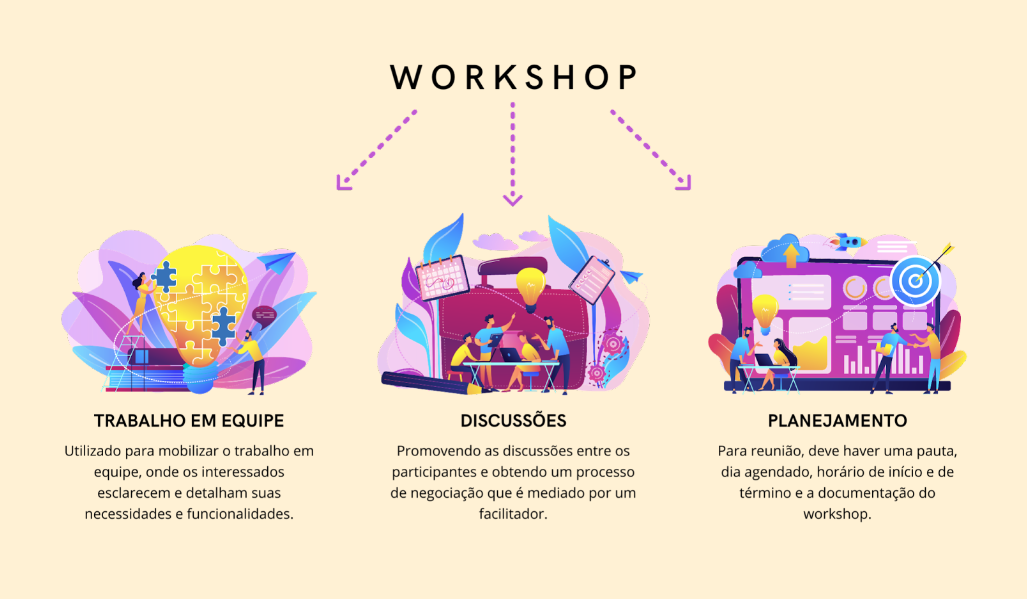 WORKSHOP
TRABALHO EM EQUIPE
Utilizado para mobilizar o trabalho em
equipe, onde os interessados
esclarecem e detalham suas
necessidades e funcionalidades.
DISCUSSÕES
Promovendo as discussões entre os
participantes e obtendo um processo
de negociação que é mediado por um
facilitador.
PLANEJAMENTO
Para reunião, deve haver uma pauta,
dia agendado, horário de início e de
término e a documentação do
workshop.